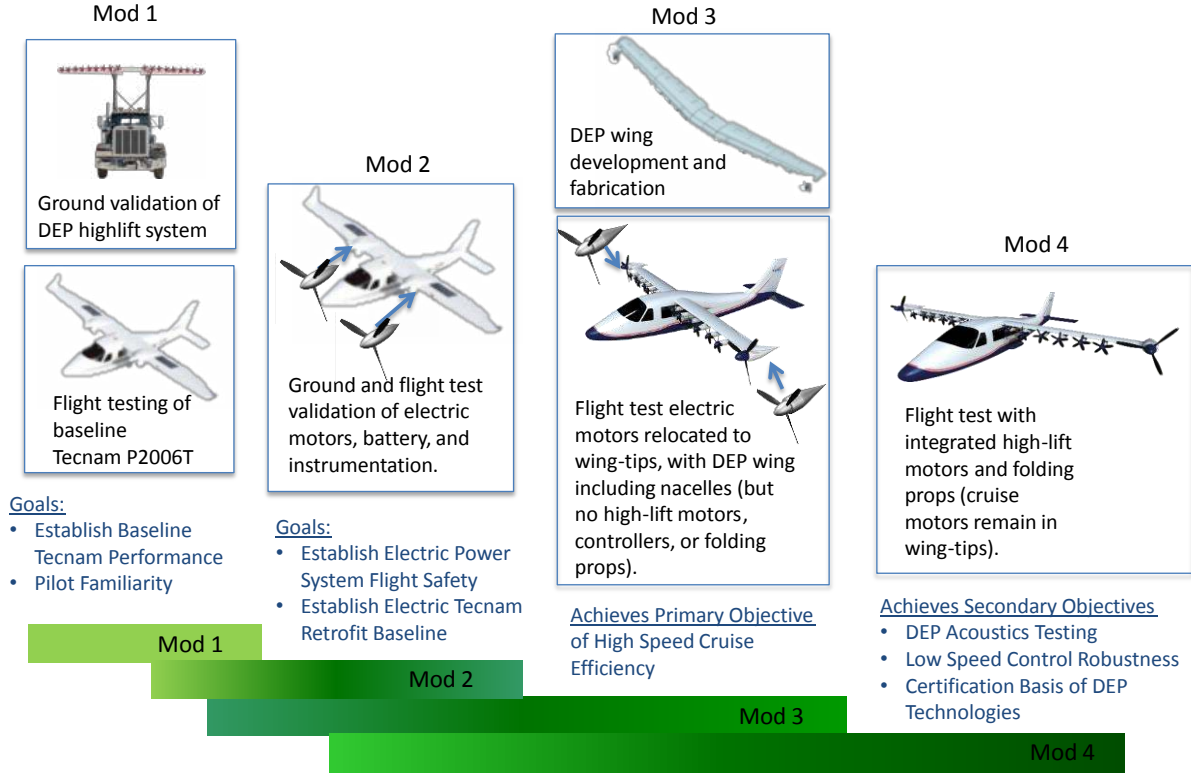 Mod 1
Ground validation of
DEP highlift system
Flight testing of
baseline
Tecnam P2006T
Goals:
• Establish Baseline
Tecnam Performance
• Pilot Familiarity
Mod 2
Ground and flight test
validation of electric
motors, battery, and
instrumentation.
Goals:
• Establish Electric Power
System Flight Safety
• Establish Electric Tecnam
Retrofit Baseline
Mod 3
DEP wing
development and
fabrication
Flight test electric
motors relocated to
wing-tips, with DEP wing
including nacelles (but
no high-lift motors,
controllers, or folding
props).
Achieves Primary Objective
of High Speed Cruise
Efficiency
Mod 4
Flight test with
integrated high-lift
motors and folding
props (cruise
motors remain in
wing-tips).
Achieves Secondary Objectives
• DEP Acoustics Testing
• Low Speed Control Robustness
• Certification Basis of DEP
Technologies
Mod 1
Mod 2
Mod 3
Mod 4